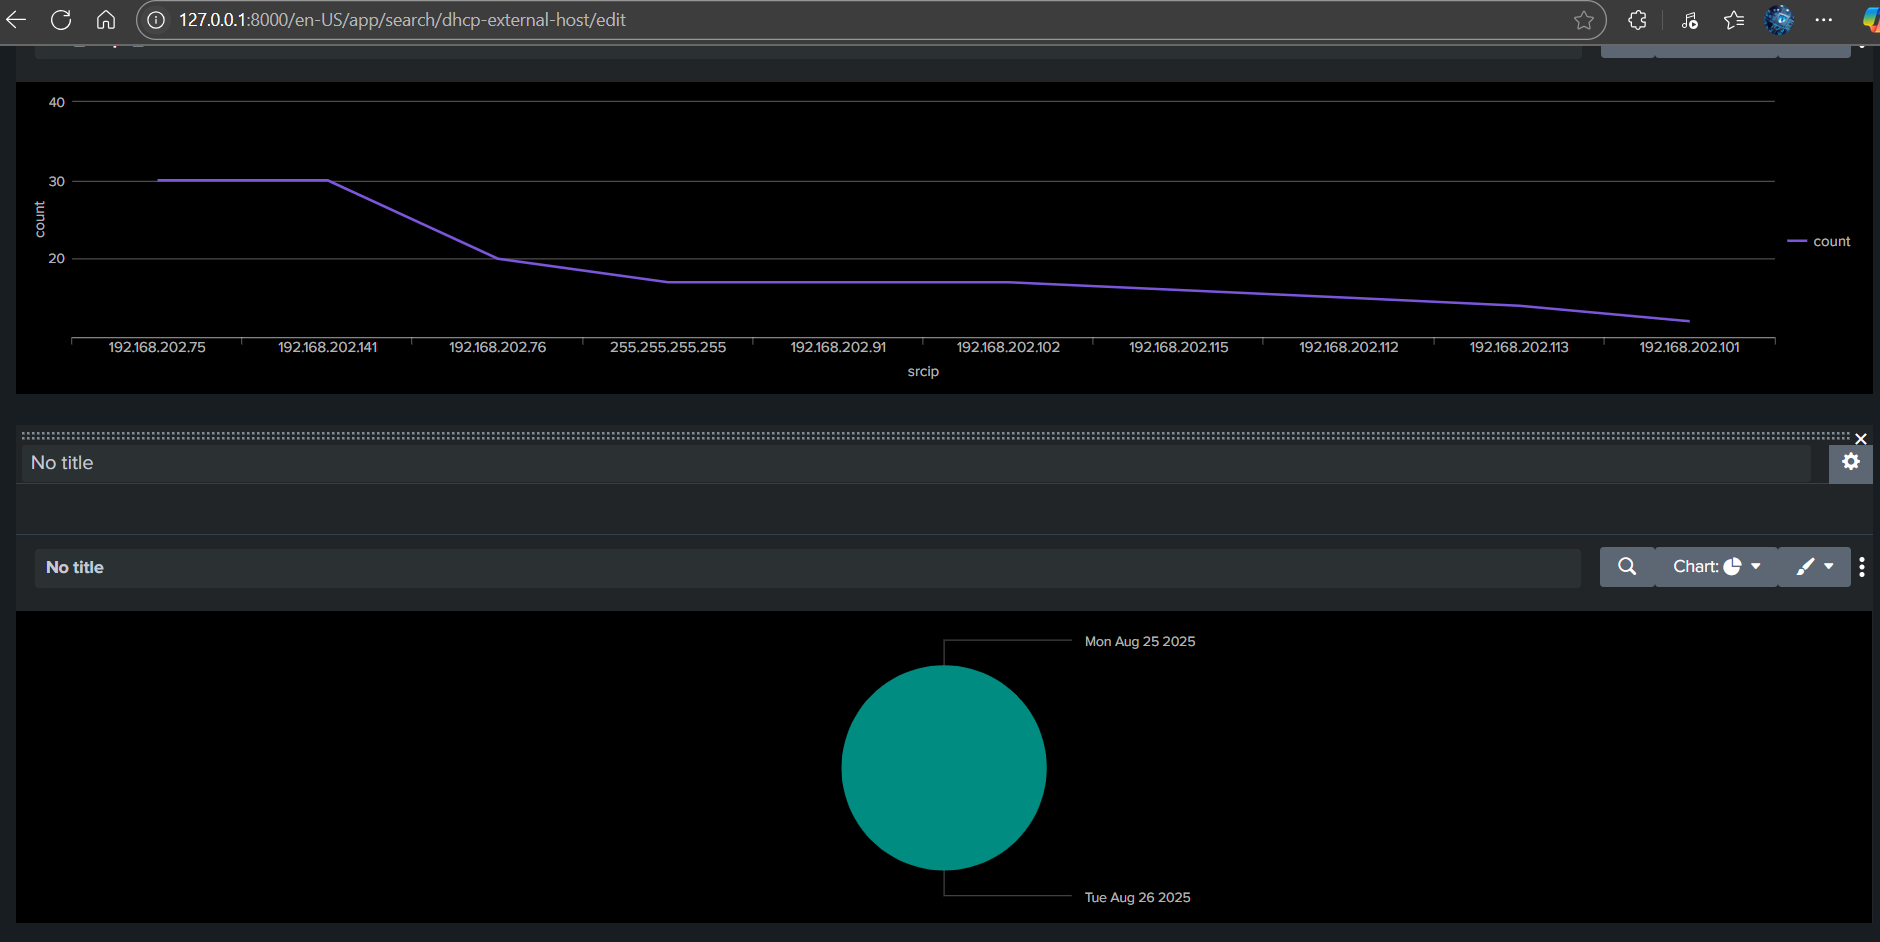 127.0.0.1:8000/en-US/app/search/dhcp-external-host/edit
40
30
20
count
count
192.168.202.75 192.168.202.141 192.168.202.76 255.255.255.255 192.168.202.91 192.168.202.102 192.168.202.115 192.168.202.112 192.168.202.113 192.168.202.101
srcip
No title
No title
Chart:
Mon Aug 25 2025
Tue Aug 26 2025